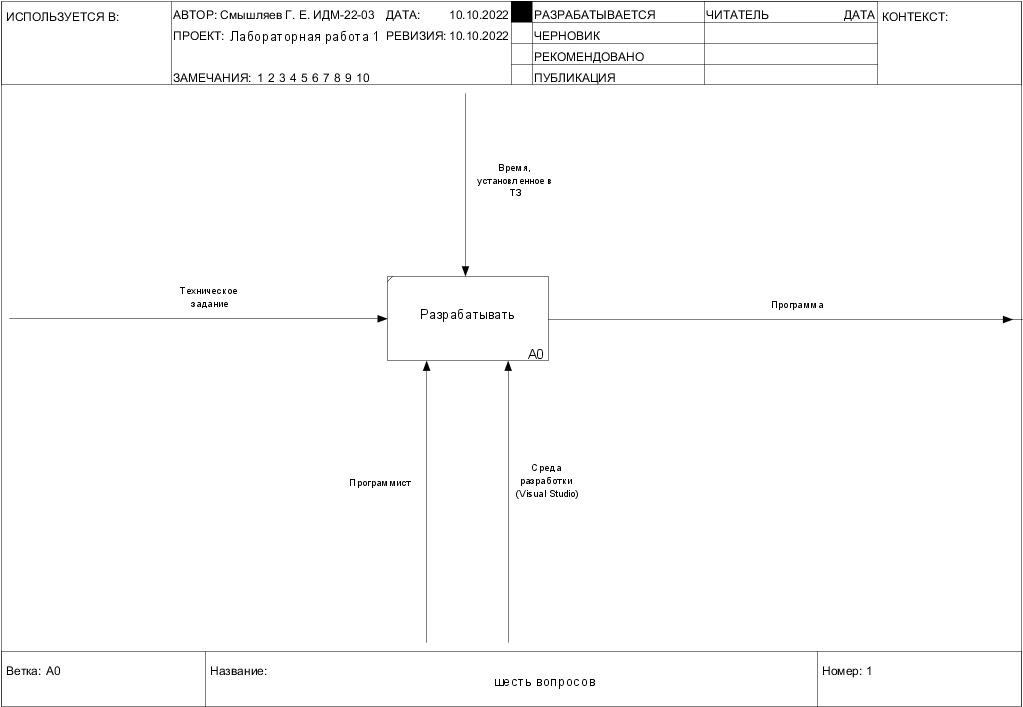 ИСПОЛЬЗУЕТСЯ В:
АВТОР: Смышляев Г. Е. ИДМ-22-03 ДАТА: 10.10.2022
ПРОЕКТ: Лабораторная работа 1 РЕВИЗИЯ: 10.10.2022
ЗАМЕЧАНИЯ: 1 2 3 4 5 6 7 8 9 10
РАЗРАБАТЫВАЕТСЯ
ЧЕРНОВИК
РЕКОМЕНДОВАНО
ПУБЛИКАЦИЯ
ЧИТАТЕЛЬ ДАТА
КОНТЕКСТ:
Время,
установленное в
ТЗ
Техническое
задание
Разрабатывать
A0
Программа
Программист
Среда
разработки
(Visual Studio)
Ветка: A0
Название:
шесть вопросов
Номер: 1